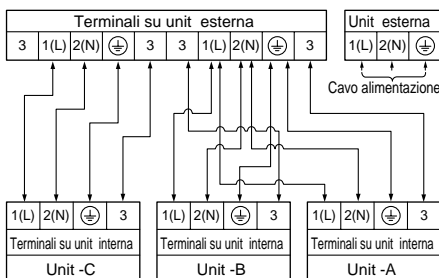 Terminali su unit esterna
3 1(L) 2(N) 3 3 1(L) 2(N) 3
Unit esterna
1(L) 2(N)
Cavo alimentazione
1(L) 2(N) 3
Terminali su unit interna
Unit -C
1(L) 2(N) 3
Terminali su unit interna
Unit -B
1(L) 2(N) 3
Terminali su unit interna
Unit -A